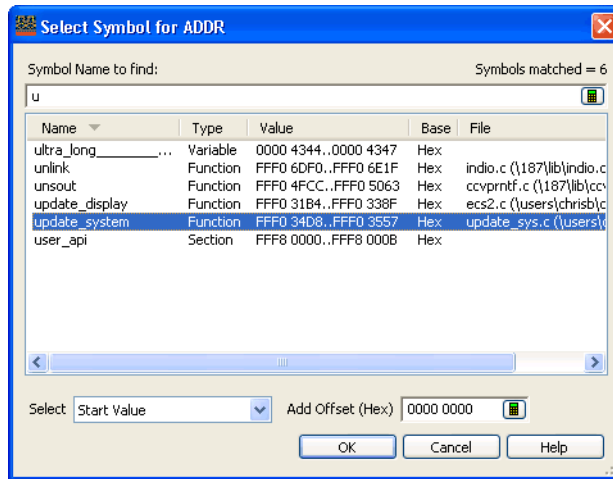 Select Symbol for ADDR
Symbol Name to find: Symbols matched = 6
u
Name Type Value Base File
ultra_long________... Variable 0000 4344..0000 4347 Hex
unlink Function FFF0 6DF0..FFF0 6E1F Hex indio.c (\187\lib\indio.c
unsout Function FFF0 4FCC..FFF0 5063 Hex ccvprntf.c (\187\lib\ccv
update_display Function FFF0 31B4..FFF0 338F Hex ecs2.c (\users\chrisb\c
update_system Function FFF0 34D8..FFF0 3557 Hex update_sys.c (\users\
user_api Section FFF8 0000..FFF8 000B Hex
Select Start Value Add Offset (Hex) 0000 0000
OK Cancel Help